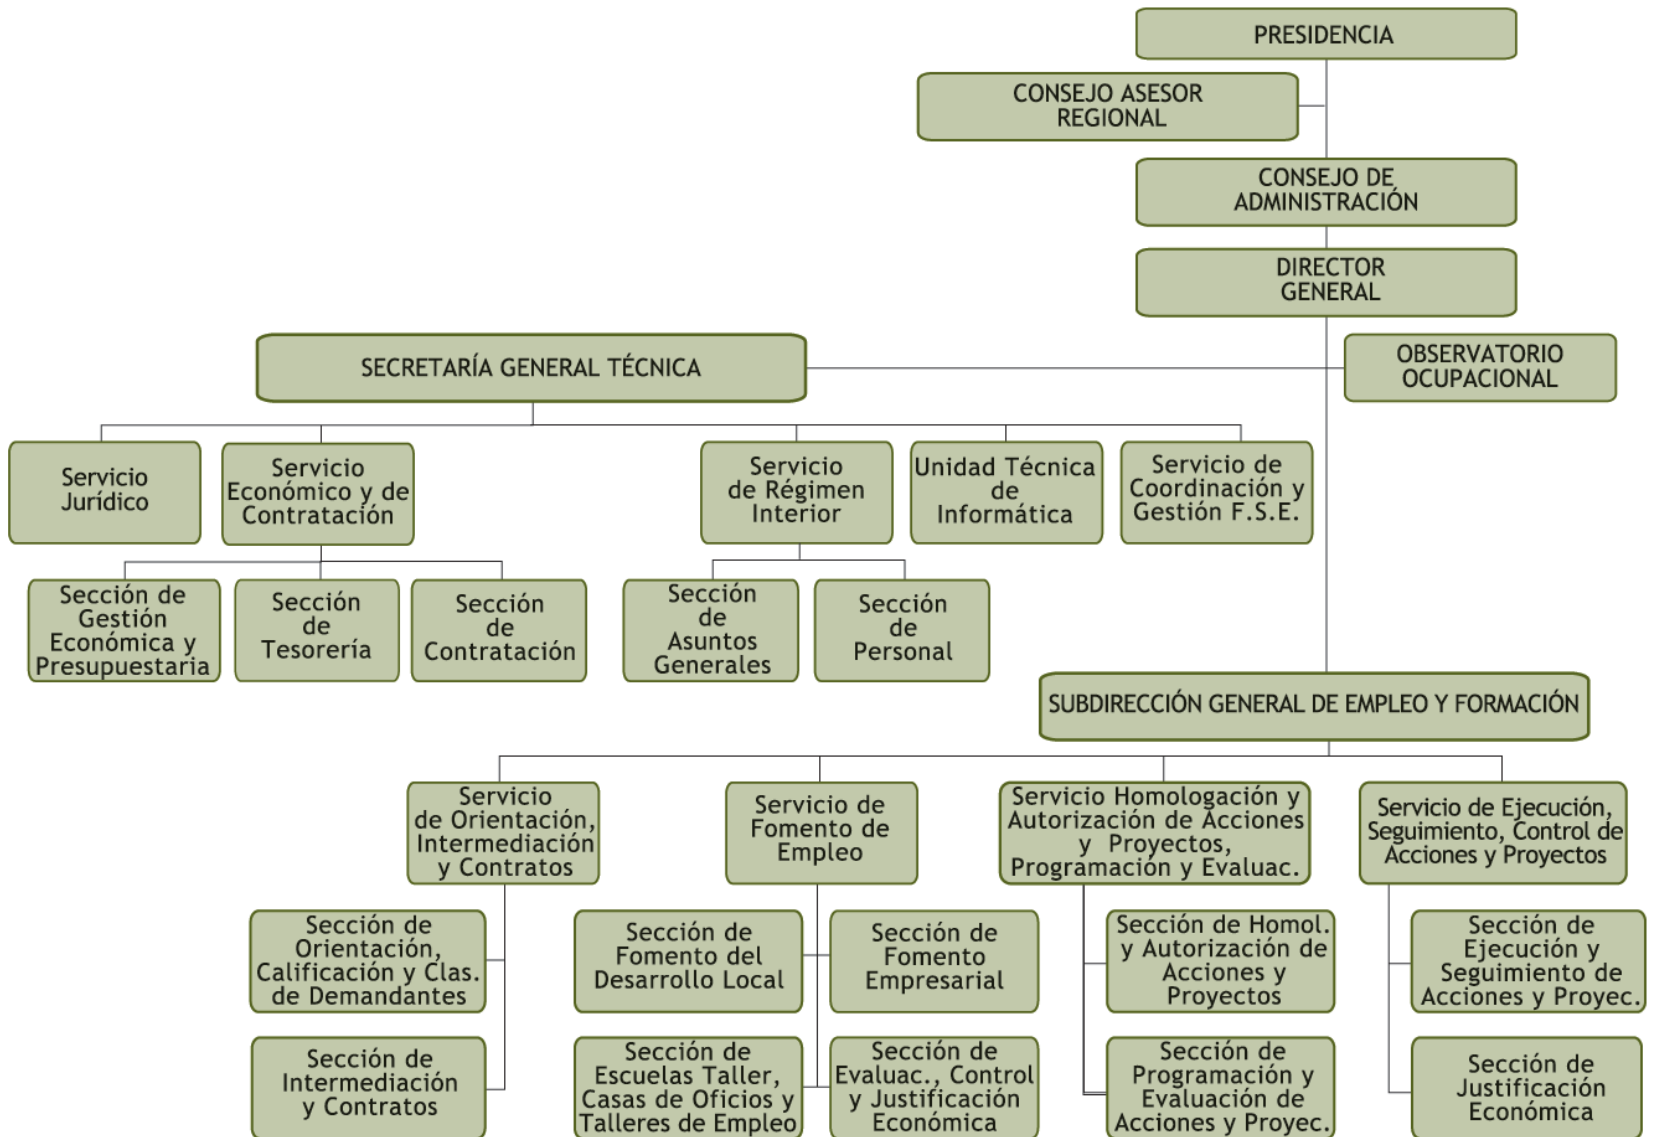 PRESIDENCIA
CONSEJO ASESOR
REGIONAL
CONSEJO DE
ADMINISTRACIÓN
DIRECTOR
GENERAL
SECRETARÍA GENERAL TÉCNICA
OBSERVATORIO
OCUPACIONAL
Servicio
Jurídico
Servicio
Económico y de
Contratación
Servicio
de Régimen
Interior
Unidad Técnica
de
Informática
Servicio de
Coordinación y
Gestión F.S.E.
Sección de
Gestión
Económica y
Presupuestaria
Sección
de
Tesorería
Sección
de
Contratación
Sección
de
Asuntos
Generales
Sección
de
Personal
SUBDIRECCIÓN GENERAL DE EMPLEO Y FORMACIÓN
Servicio
de Orientación,
Intermediación
y Contratos
Servicio de
Fomento de
Empleo
Servicio Homologación y
Autorización de Acciones
y Proyectos,
Programación y Evaluac.
Servicio de Ejecución,
Seguimiento, Control de
Acciones y Proyectos
Sección de
Orientación,
Calificación y Clas.
de Demandantes
Sección de
Fomento del
Desarrollo Local
Sección de
Fomento
Empresarial
Sección de Homol.
y Autorización de
Acciones y
Proyectos
Sección de
Ejecución y
Seguimiento de
Acciones y Proyec.
Sección de
Intermediación
y Contratos
Sección de
Escuelas Taller,
Casas de Oficios y
Talleres de Empleo
Sección de
Evaluac., Control
y Justificación
Económica
Sección de
Programación y
Evaluación de
Acciones y Proyec.
Sección de
Justificación
Económica